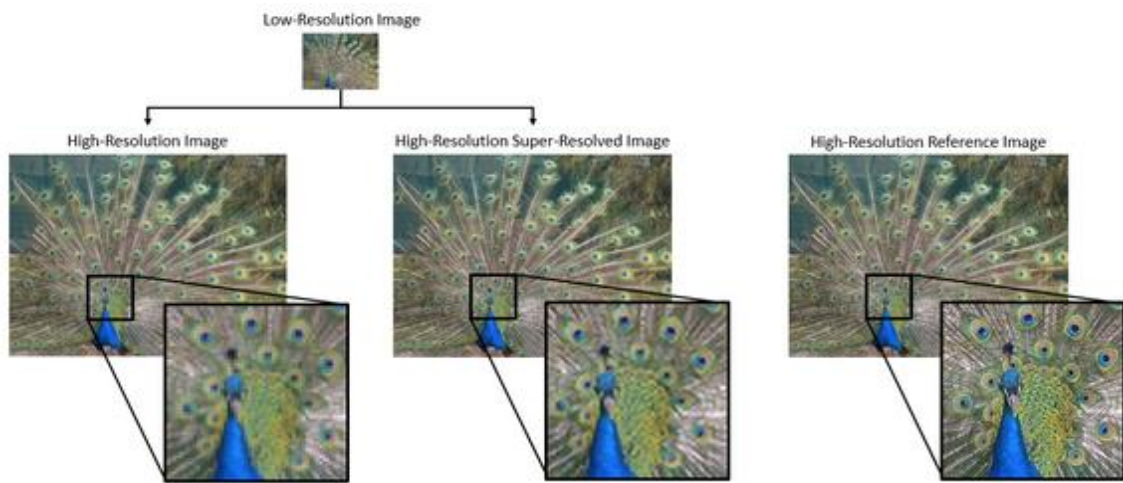 Low-Resolution Image
High-Resolution Image
High-Resolution Super-Resolved Image
High-Resolution Reference Image